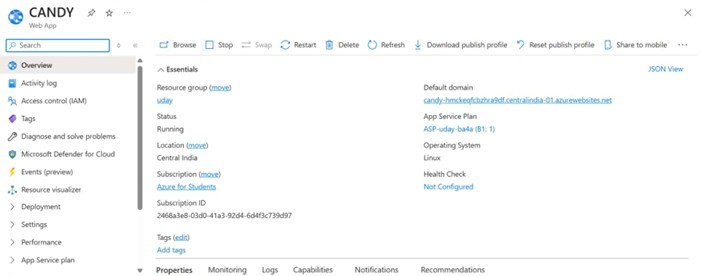 CANDY
Web App
Search
Overview
Activity log
Access control (IAM)
Tags
Diagnose and solve problems
Microsoft Defender for Cloud
Events (preview)
Resource visualizer
Deployment
Settings
Performance
App Service plan
Browse Stop Swap Restart Delete Refresh Download publish profile Reset publish profile Share to mobile
Essentials JSON View
Resource group (move)
uday
Status
Running
Location (move)
Central India
Subscription (move)
Azure for Students
Subscription ID
2468a3e8-03d0-41a3-92d4-6d4f3c739d97
Default domain
candy-hmckeqfcbzhra9df.centralindia-01.azurewebsites.net
App Service Plan
ASP-uday-ba4a (B1: 1)
Operating System
Linux
Health Check
Not Configured
Tags (edit)
Add tags
Properties Monitoring Logs Capabilities Notifications Recommendations